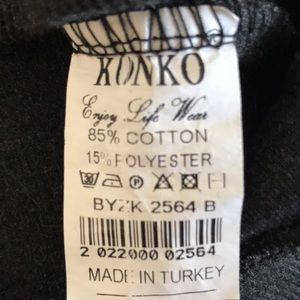 KONKO
Enjoy Life Wear
85% COTTON
15% POLYESTER
BYZK 2564 B
2 022000 02564
MADE IN TURKEY